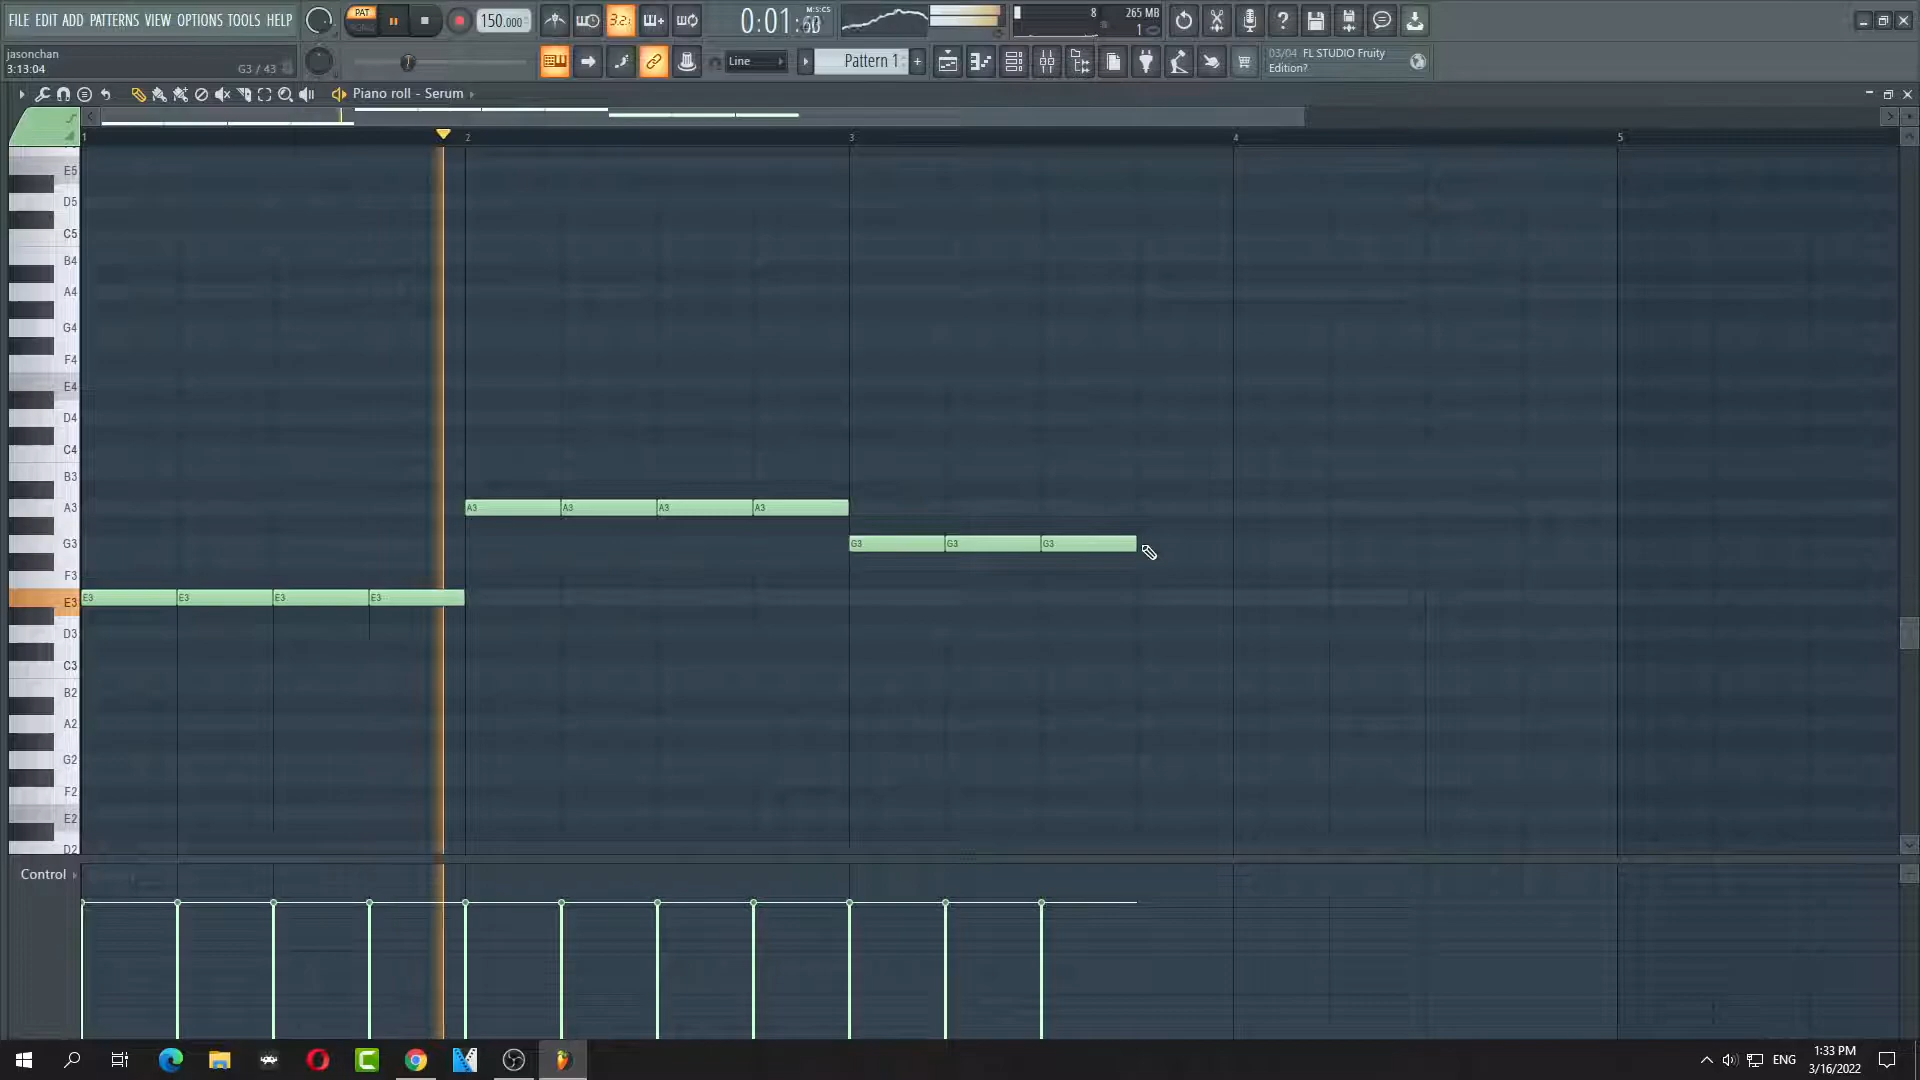 FILE EDIT ADD PATTERNS VIEW OPTIONS TOOLS HELP
PAT
SONG
150.000
3.2
0:01:60
M:S:CS
8
265 MB
1
jasonchan
3:13:04
G3 / 43
Line
Pattern 1
03/04 FL STUDIO Fruity
Edition?
Piano roll - Serum
1
2
3
4
5
E5
D5
C5
B4
A4
G4
F4
E4
D4
C4
B3
A3
A3 A3 A3 A3
G3
G3 G3 G3
F3
E3
E3 E3 E3 E3
D3
C3
B2
A2
G2
F2
E2
D2
Control
ENG
1:33 PM
3/16/2022